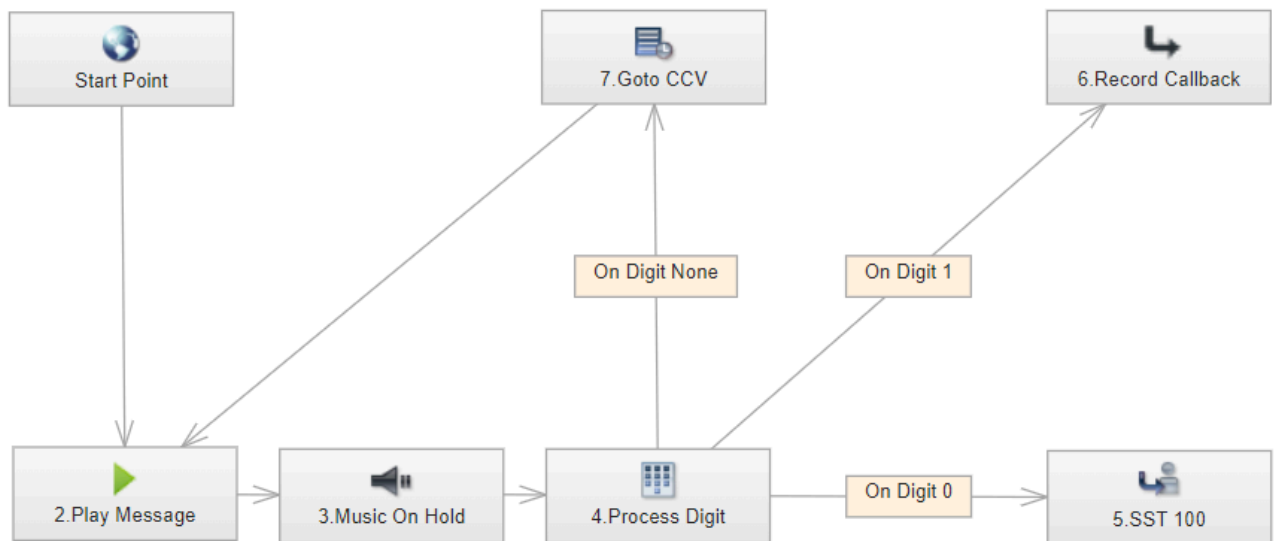 Start Point
7.Goto CCV
6.Record Callback
On Digit None
On Digit 1
2.Play Message
3.Music On Hold
4.Process Digit
On Digit 0
5.SST 100